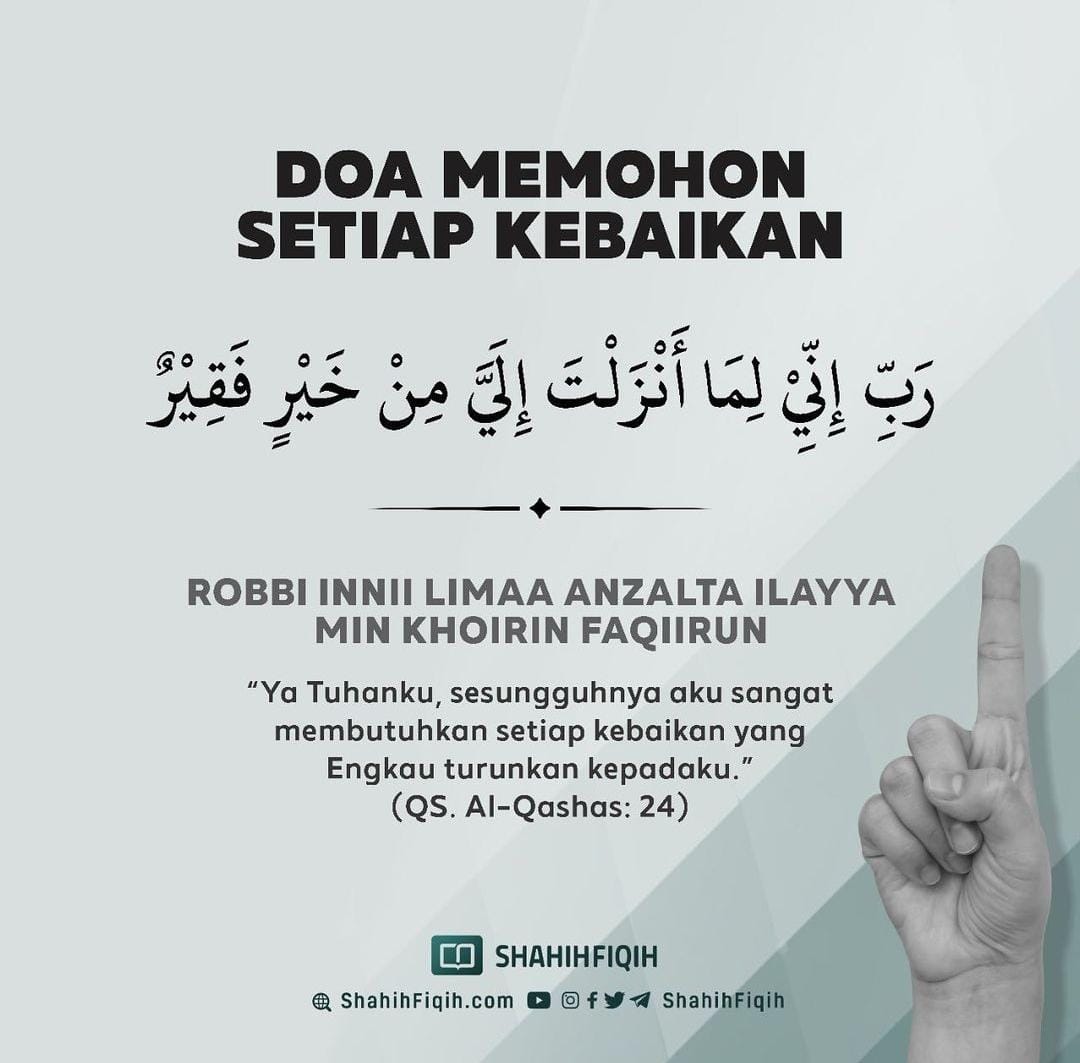 DOA MEMOHON
SETIAP KEBAIKAN
رَبِّ إِنِّيْ لِمَا أَنْزَلْتَ إِلَيَّ مِنْ خَيْرٍ فَقِيْرٌ
ROBBI INNII LIMAA ANZALTA ILAYYA
MIN KHOIRIN FAQIIRUN
“Ya Tuhanku, sesungguhnya aku sangat
membutuhkan setiap kebaikan yang
Engkau turunkan kepadaku.”
(QS. Al-Qashas: 24)
SHAHIHFIQIH
ShahihFiqih.com ShahihFiqih